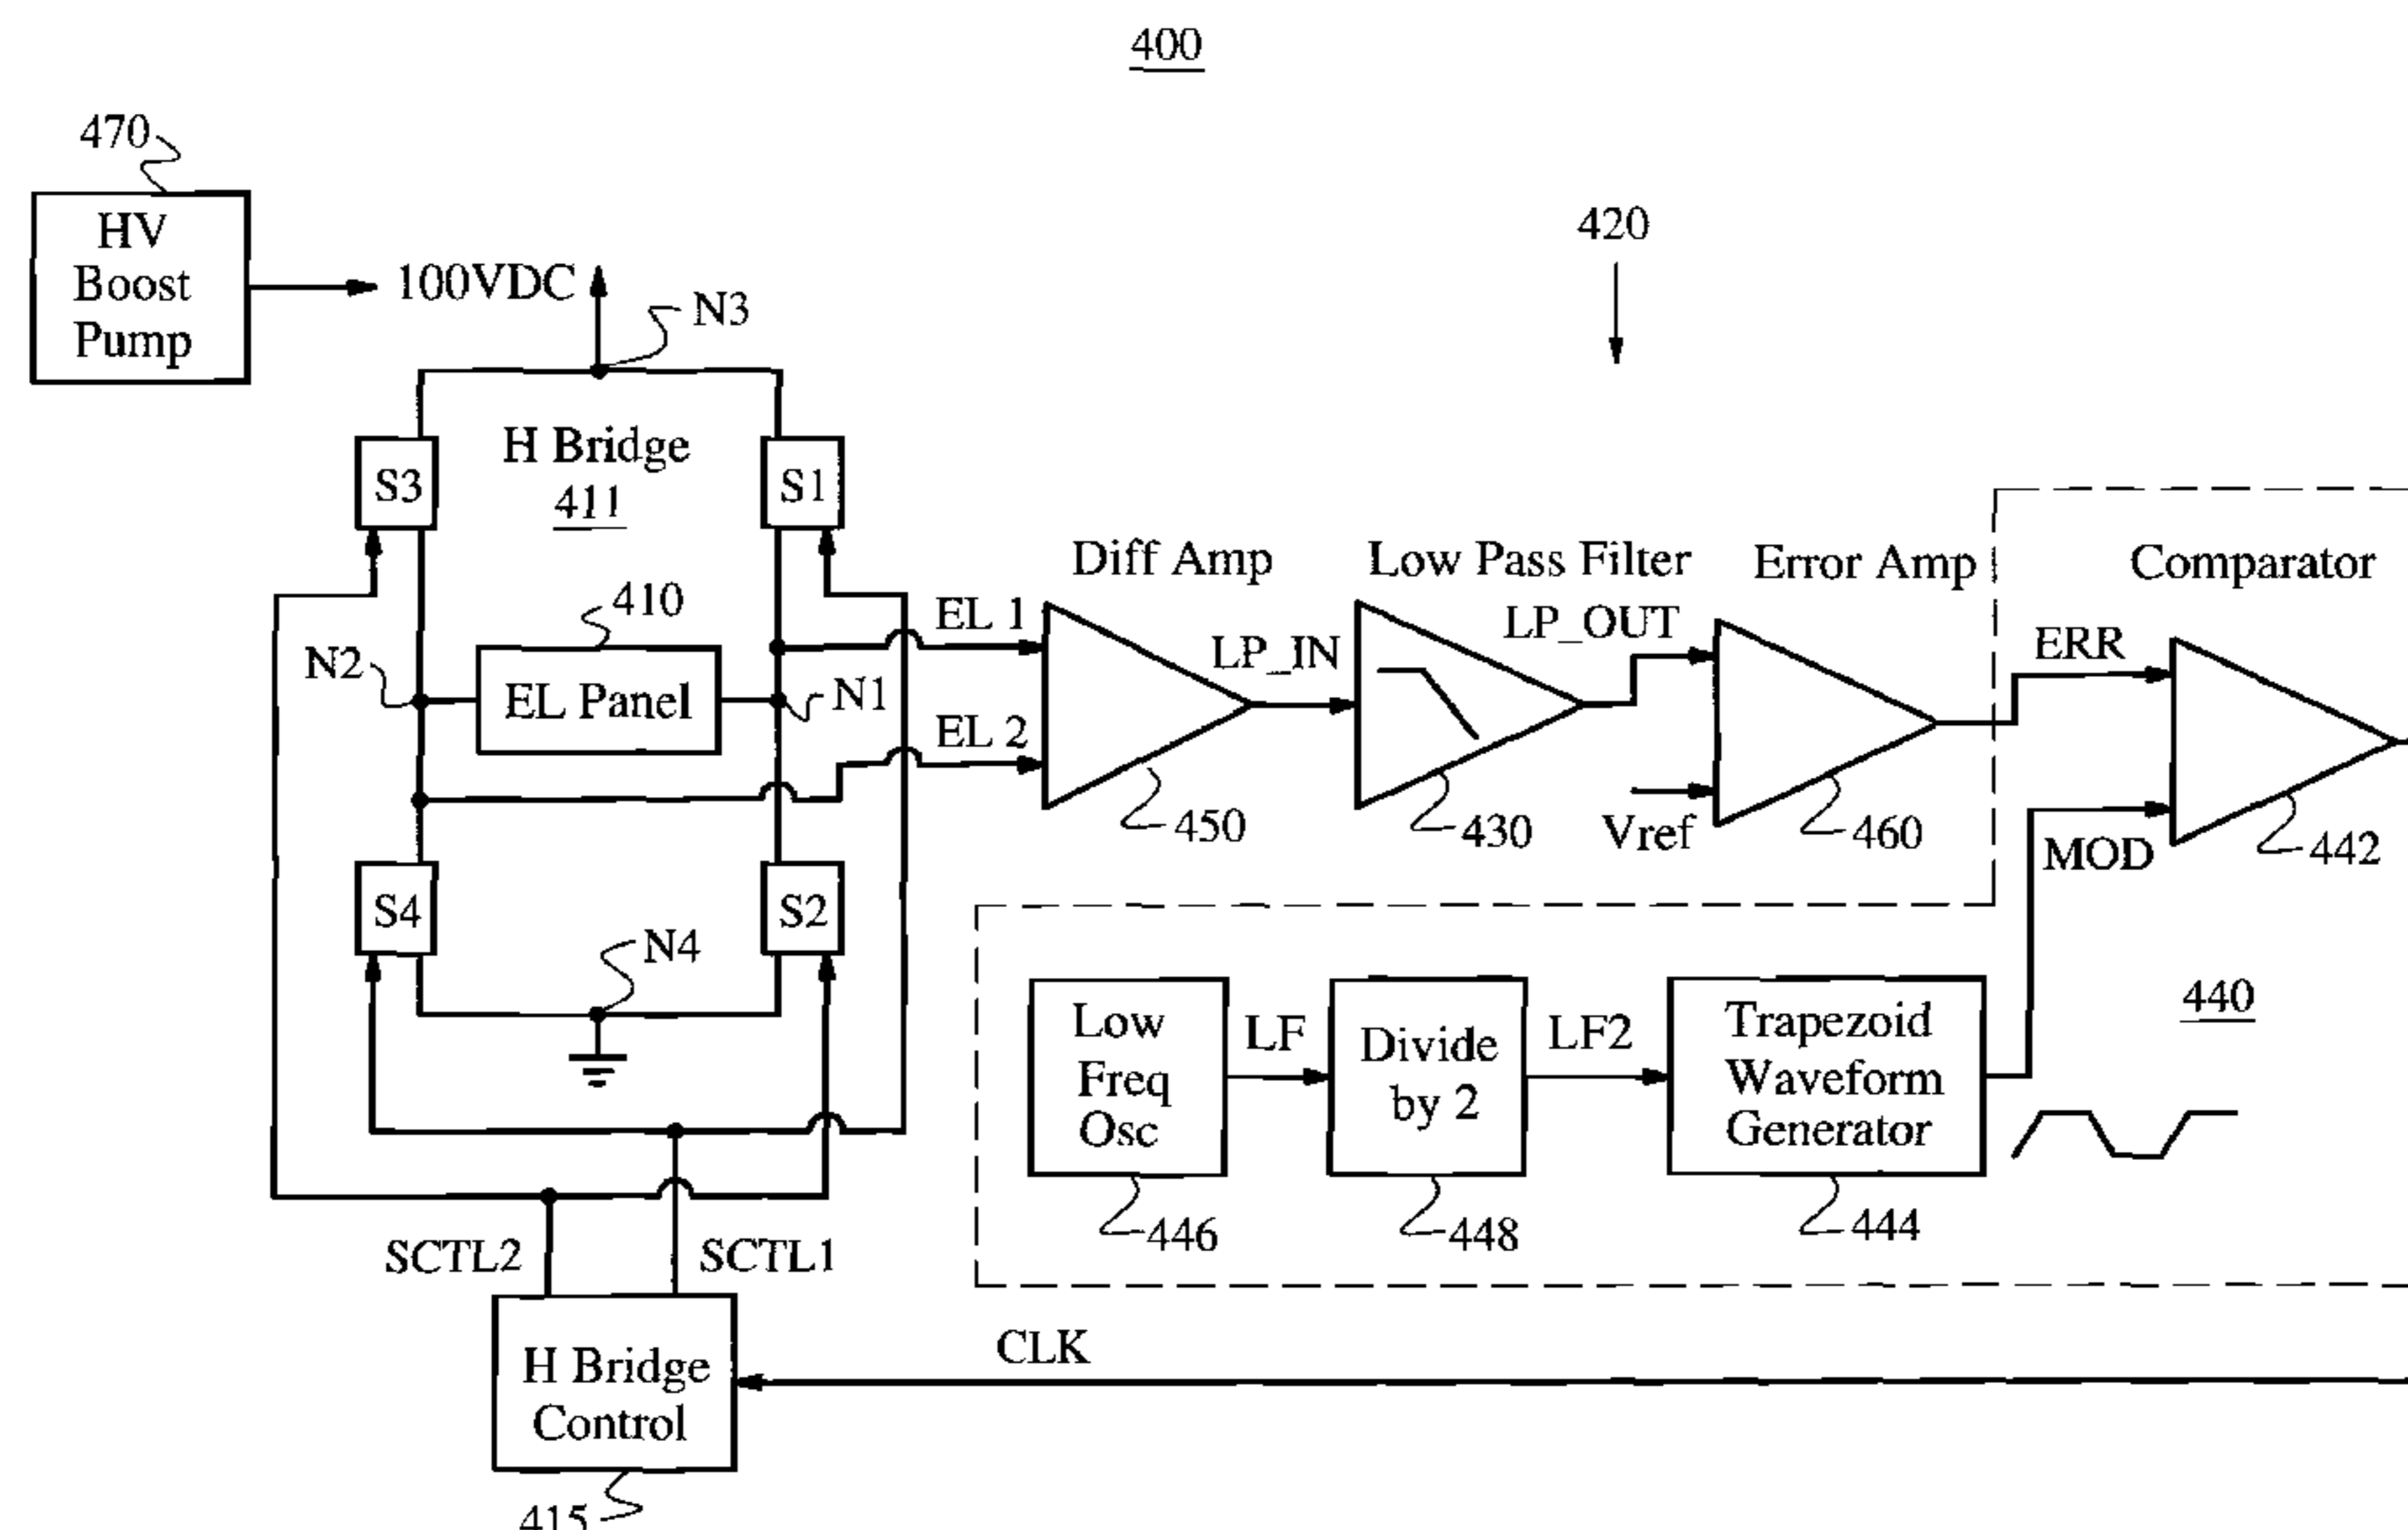 400
470
HV
Boost
Pump
100VDC
N3
420
H Bridge
411
S3
S1
Diff Amp
Low Pass Filter
Error Amp
Comparator
410
EL 1
LP_IN
LP_OUT
ERR
N2
EL Panel
N1
EL 2
450
430
Vref
460
MOD
442
S4
S2
N4
Low
Freq
Osc
LF
Divide
by 2
LF2
Trapezoid
Waveform
Generator
440
446
448
444
SCTL2
SCTL1
H Bridge
Control
CLK
415